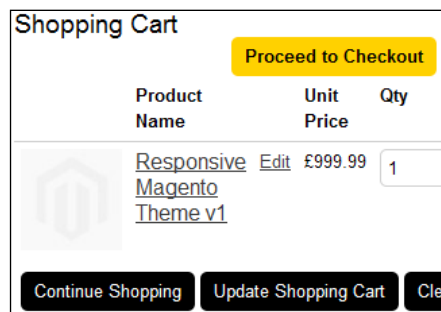 Shopping Cart
Proceed to Checkout
Product Name Unit Price Qty
Responsive Magento Theme v1 Edit £999.99 1
Continue Shopping Update Shopping Cart Cle